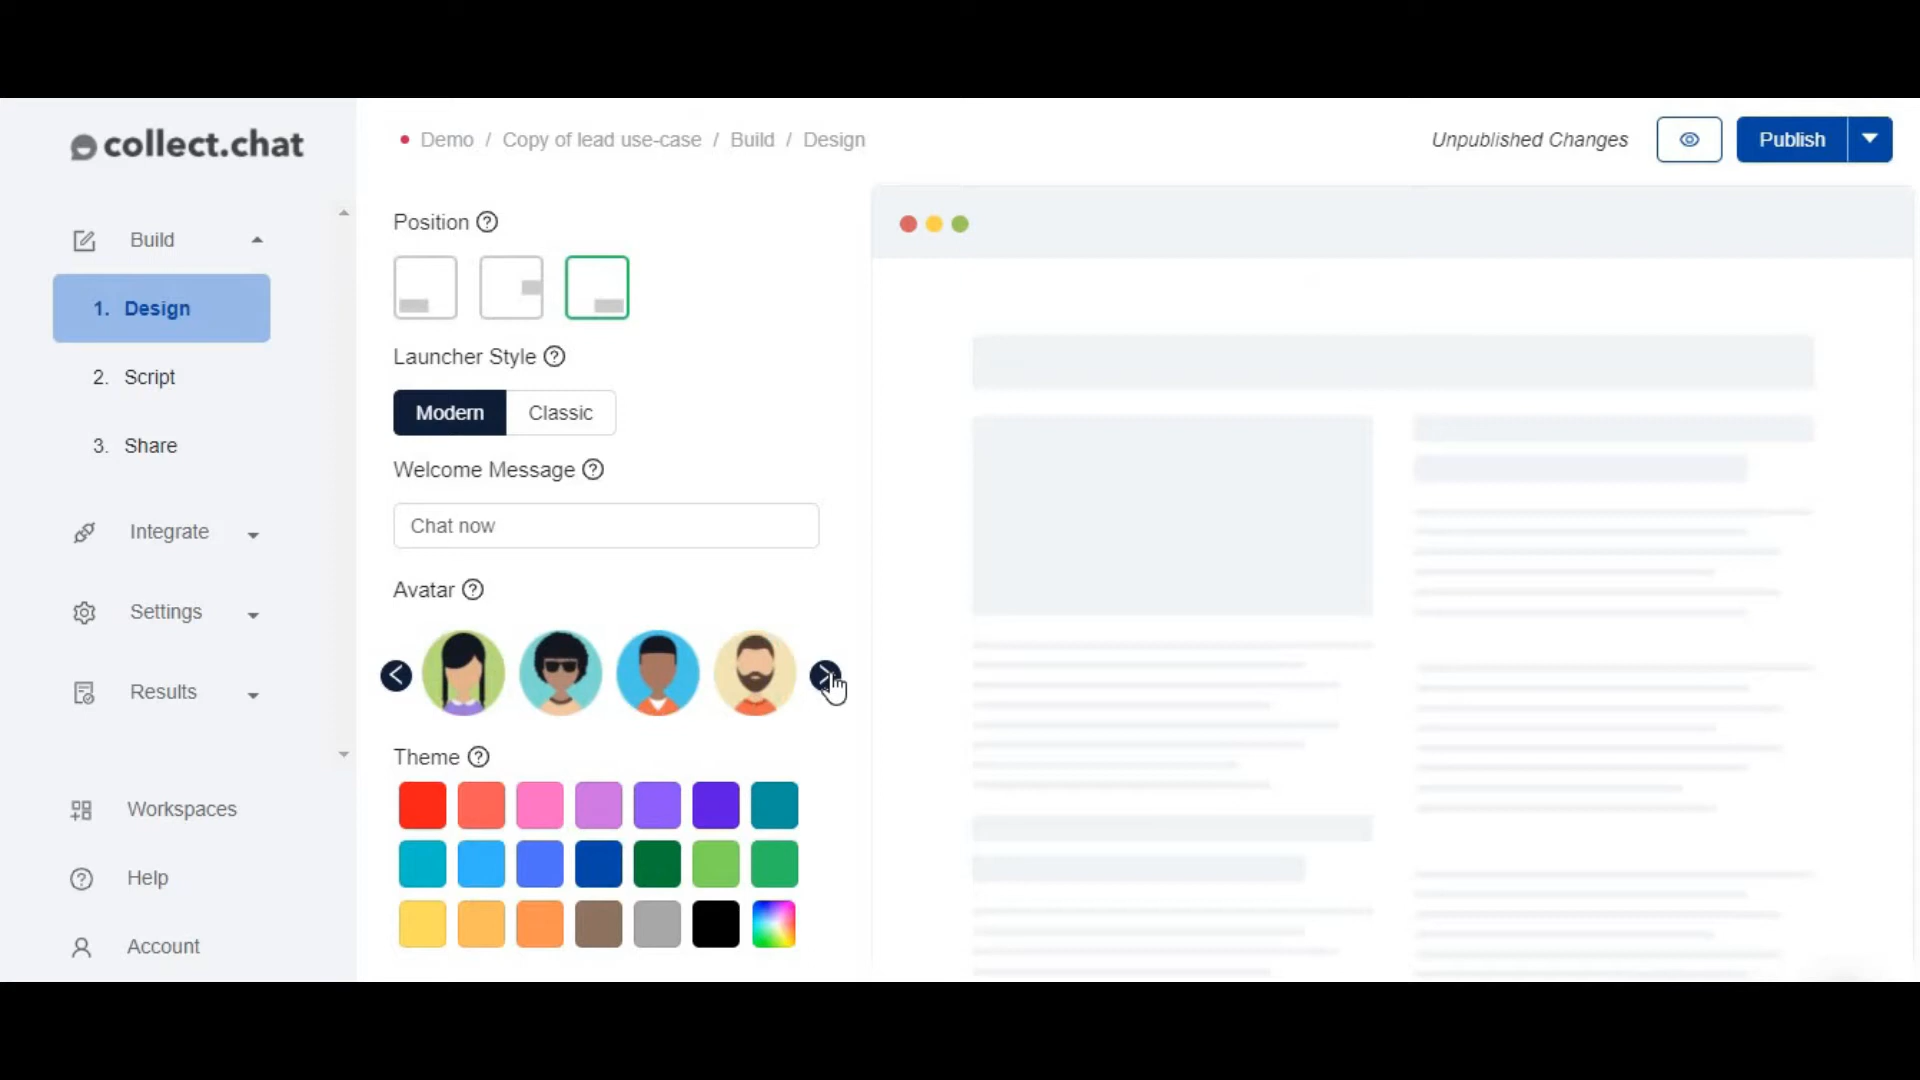 collect.chat
Demo / Copy of lead use-case / Build / Design
Unpublished Changes
Publish
Build
1. Design
2. Script
3. Share
Integrate
Settings
Results
Workspaces
Help
Account
Position ?
Launcher Style ?
Modern Classic
Welcome Message ?
Chat now
Avatar ?
Theme ?